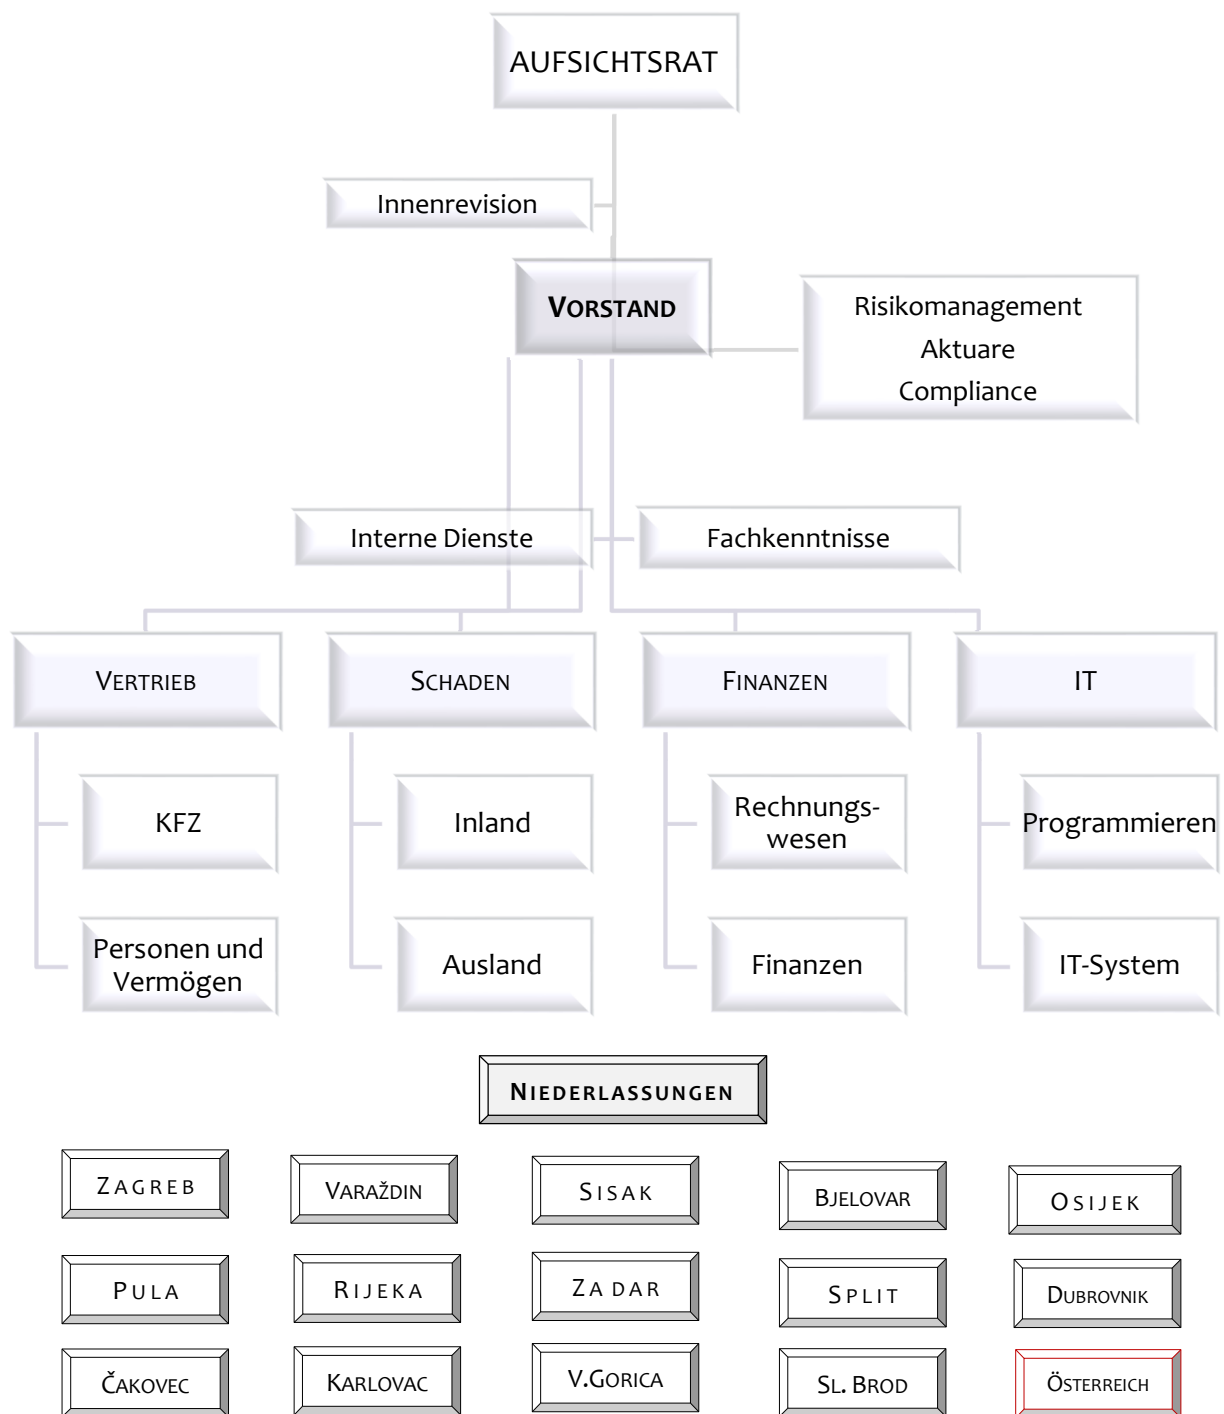 AUFSICHTSRAT
Innenrevision
VORSTAND
Risikomanagement
Aktuare
Compliance
Interne Dienste
Fachkenntnisse
VERTRIEB
SCHADEN
FINANZEN
IT
KFZ
Inland
Rechnungs-
wesen
Programmieren
Personen und
Vermögen
Ausland
Finanzen
IT-System
NIEDERLASSUNGEN
ZAGREB
VARAŽDIN
SISAK
BJELOVAR
OSIJEK
PULA
RIJEKA
ZADAR
SPLIT
DUBROVNIK
ČAKOVEC
KARLOVAC
V.GORICA
SL. BROD
ÖSTERREICH